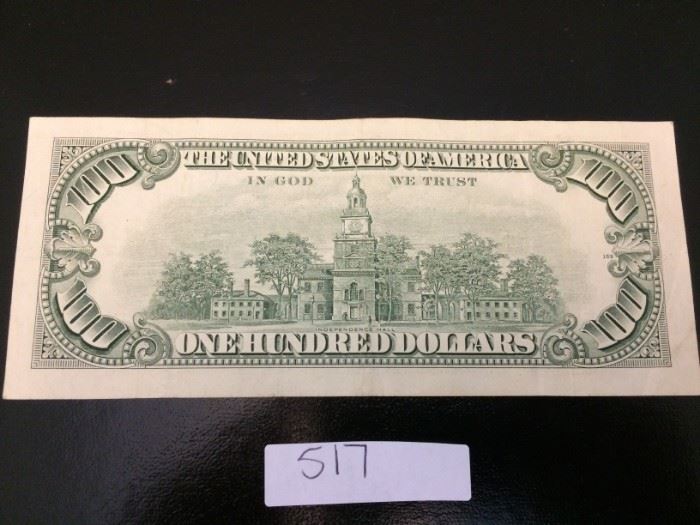 THE UNITED STATES OF AMERICA
100 100
IN GOD WE TRUST
INDEPENDENCE HALL
100 100
ONE HUNDRED DOLLARS
517